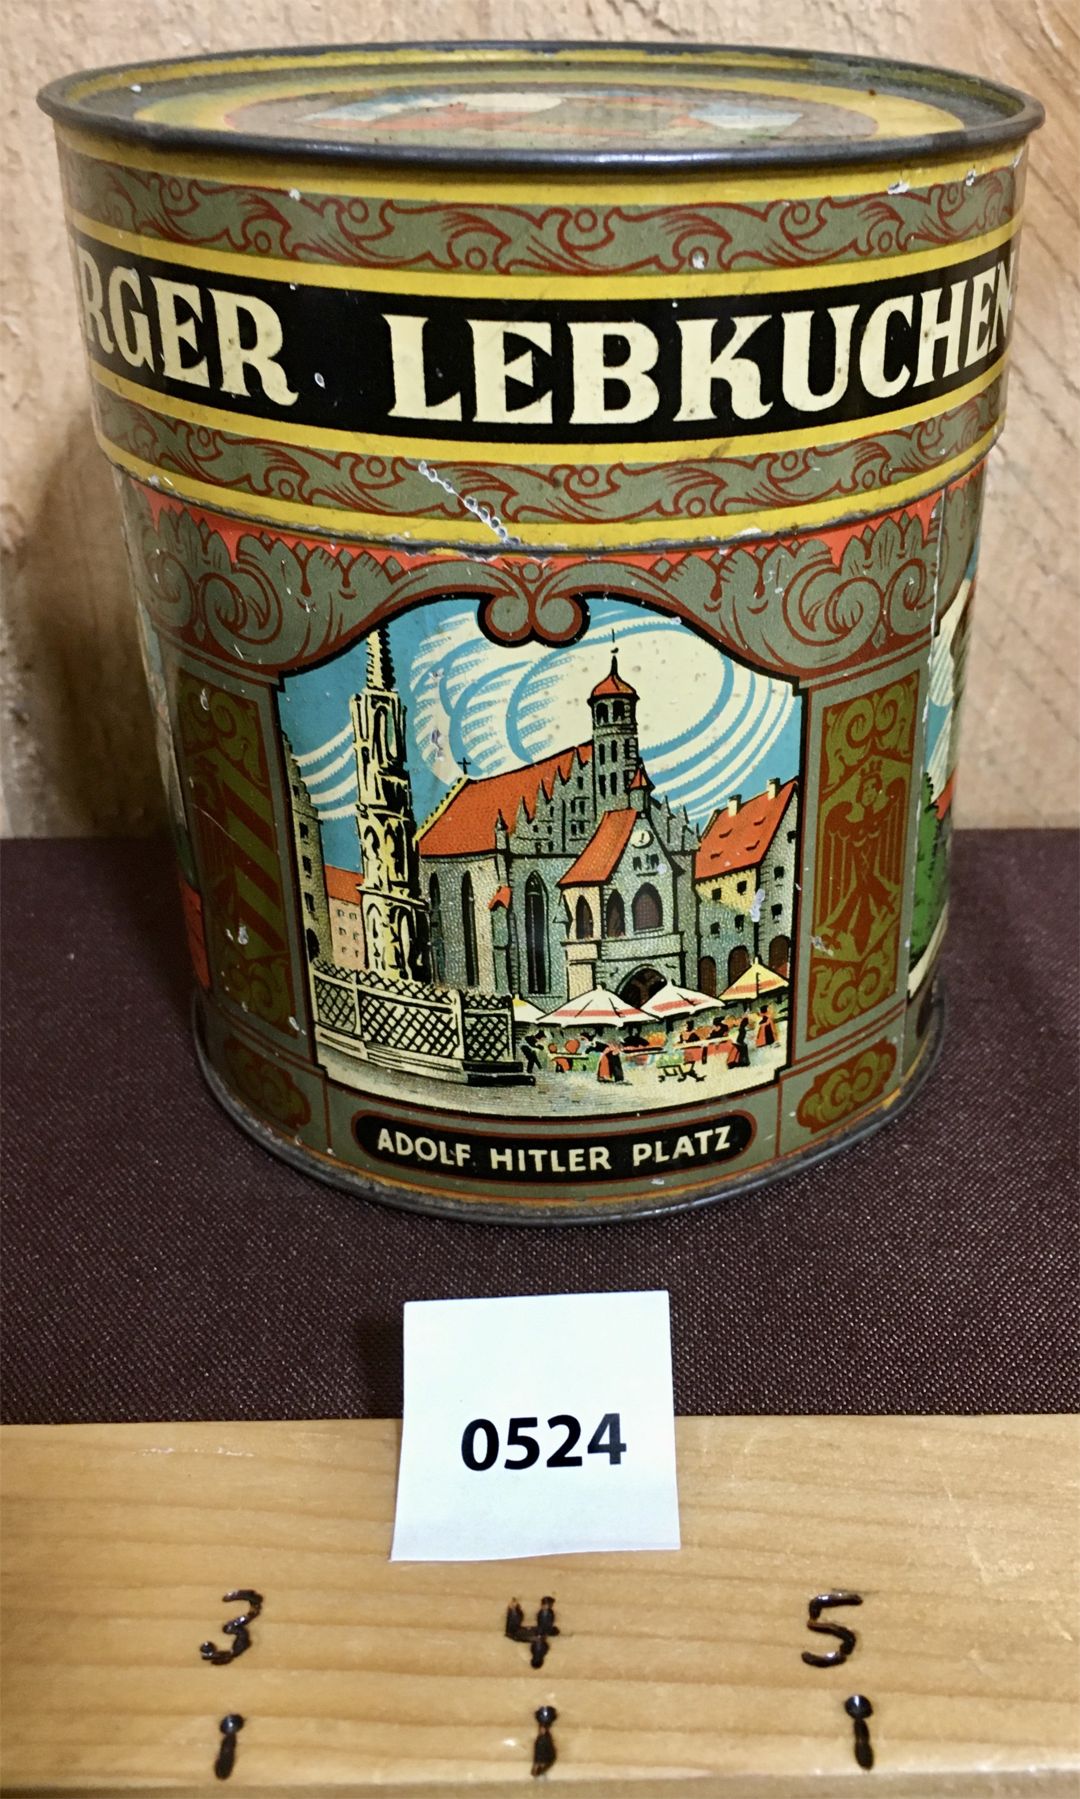 RGER LEBKUCHEN
ADOLF HITLER PLATZ
0524
3 4 5